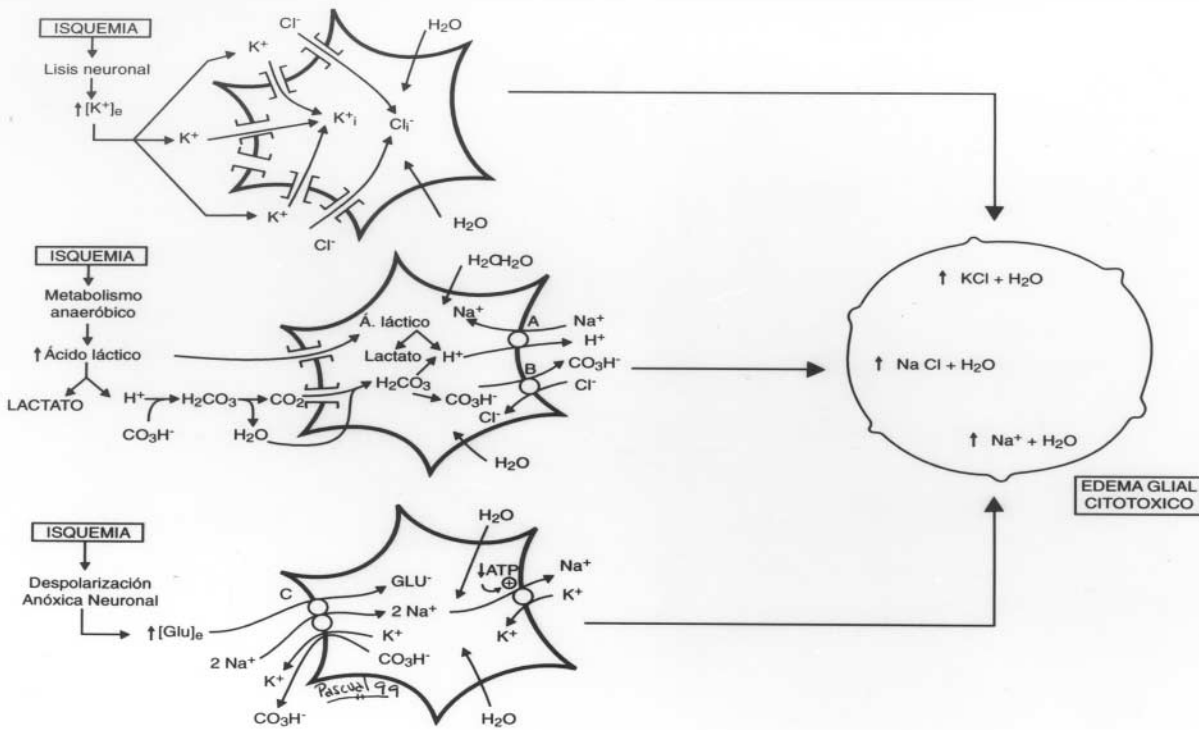 ISQUEMIA
Lisis neuronal
↑[K⁺]e
K⁺
K⁺
K⁺
Cl⁻
Cl⁻
K⁺i
Cli⁻
H₂O
H₂O
ISQUEMIA
Metabolismo
anaeróbico
↑Ácido láctico
LACTATO
H⁺
H₂CO₃
CO₂
CO₃H⁻
H₂O
Á. láctico
Lactato
H⁺
H₂CO₃
CO₃H⁻
H₂OH₂O
Na⁺
A
Na⁺
H⁺
B
CO₃H⁻
Cl⁻
Cl⁻
H₂O
ISQUEMIA
Despolarización
Anóxica Neuronal
↑[Glu]e
C
GLU⁻
2 Na⁺
2 Na⁺
K⁺
K⁺
CO₃H⁻
CO₃H⁻
H₂O
↓ATP
+
Na⁺
K⁺
K⁺
H₂O
Pascual 99
↑ KCl + H₂O
↑ Na Cl + H₂O
↑ Na⁺ + H₂O
EDEMA GLIAL
CITOTOXICO